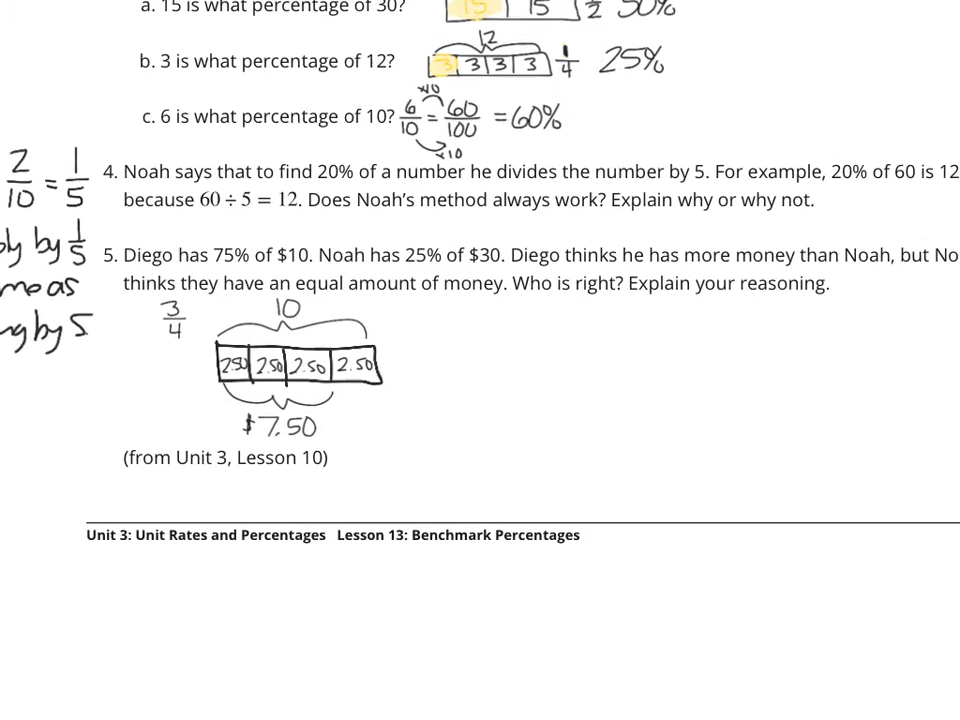 a. 15 is what percentage of 30? 15 15 1/2 50%
12
b. 3 is what percentage of 12? 3 3 3 3 1/4 25%
x10
c. 6 is what percentage of 10? 6/10 = 60/100 = 60%
x10
2/10 = 1/5
4. Noah says that to find 20% of a number he divides the number by 5. For example, 20% of 60 is 12
because 60 ÷ 5 = 12. Does Noah's method always work? Explain why or why not.
by 1/5
5. Diego has 75% of $10. Noah has 25% of $30. Diego thinks he has more money than Noah, but No
as
thinks they have an equal amount of money. Who is right? Explain your reasoning.
by 5
3/4 10
2.50 2.50 2.50 2.50
$7.50
(from Unit 3, Lesson 10)
Unit 3: Unit Rates and Percentages Lesson 13: Benchmark Percentages